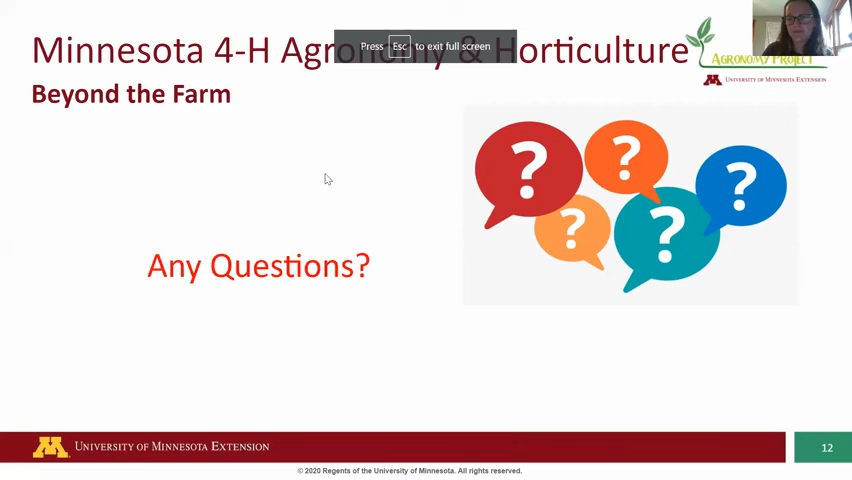 Minnesota 4-H Agronomy & Horticulture
Press Esc to exit full screen
Beyond the Farm
AGRONOMY PROJECT
M UNIVERSITY OF MINNESOTA EXTENSION
? ? ? ? ?
Any Questions?
M UNIVERSITY OF MINNESOTA EXTENSION
12
© 2020 Regents of the University of Minnesota. All rights reserved.